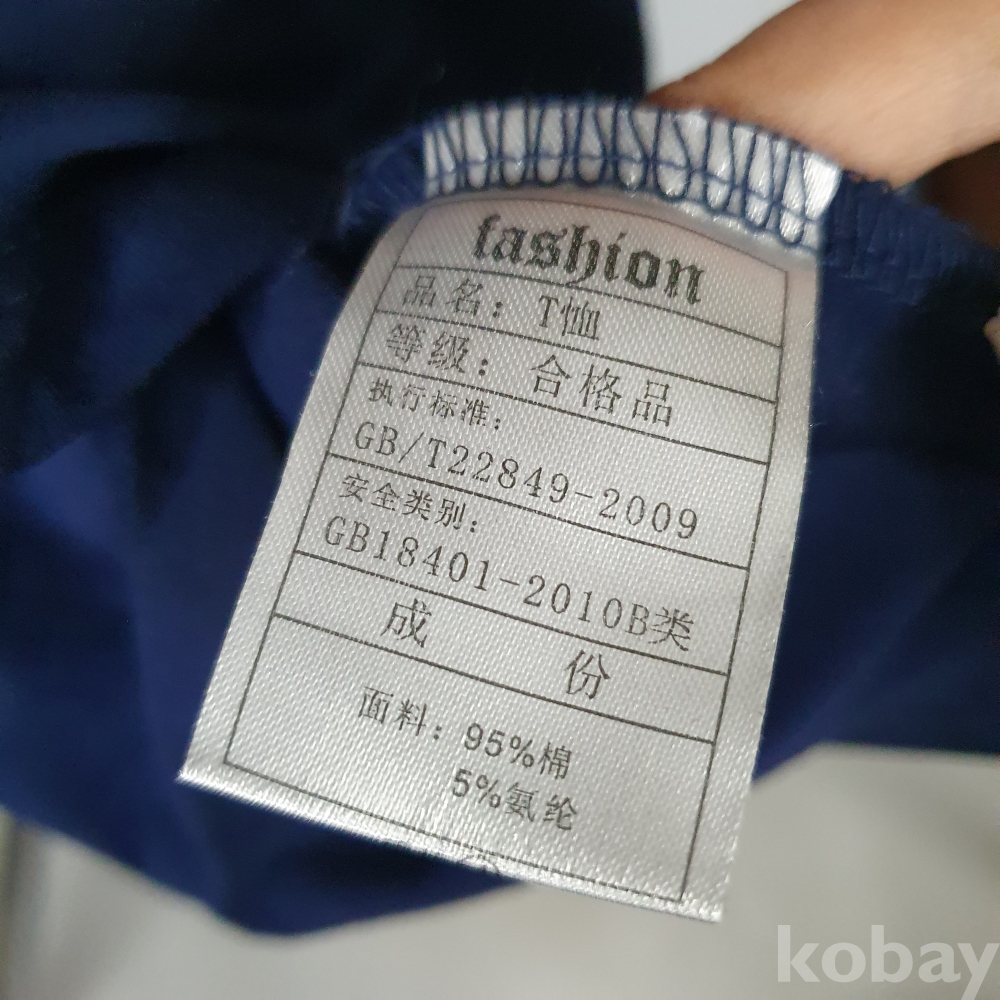 fashion
品名: T恤
等级: 合格品
执行标准:
GB/T22849-2009
安全类别:
GB18401-2010B类
成 份
面料: 95%棉
5%氨纶
kobay